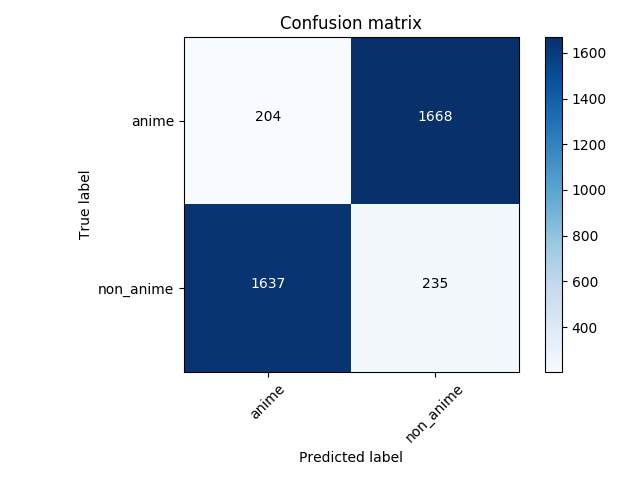 Confusion matrix
True label
anime
204
1668
non_anime
1637
235
anime
non_anime
Predicted label
1600
1400
1200
1000
800
600
400